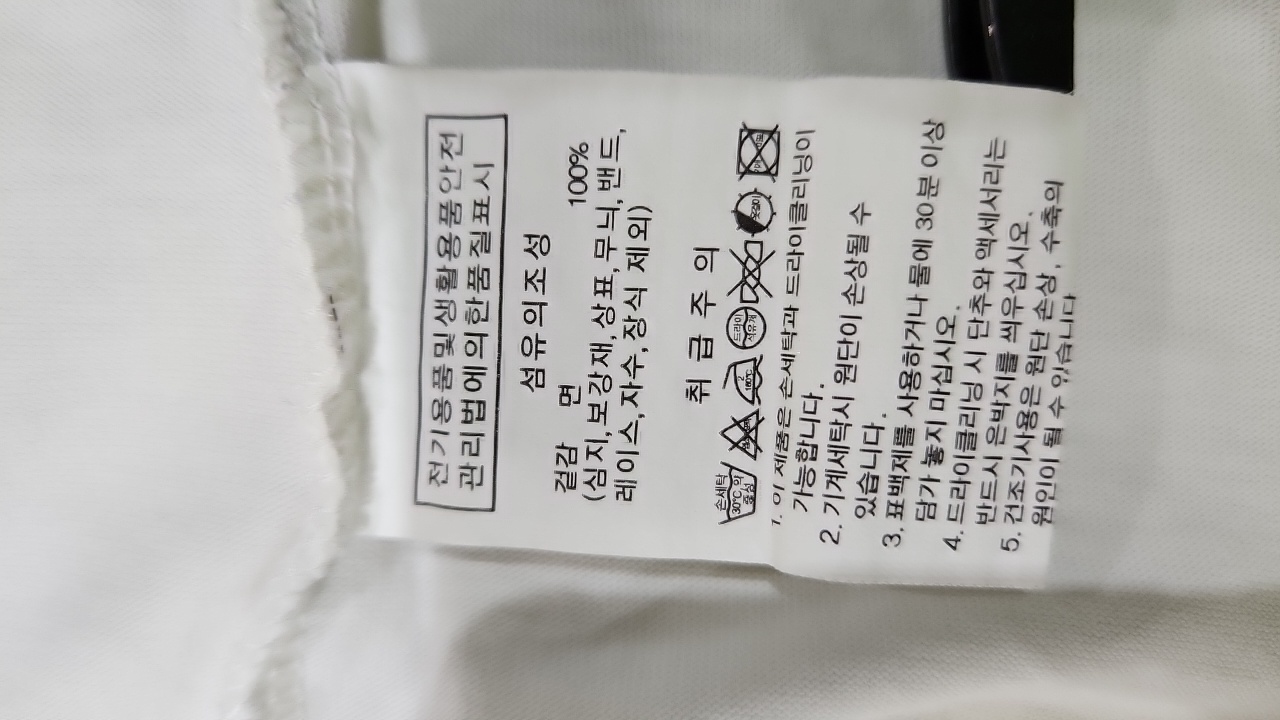 전기용품및생활용품안전
관리법에의한품질표시
섬유의조성
겉감 면 100%
(심지,보강재,상표,무늬,밴드,
레이스,자수,장식 제외)
취 급 주 의
손세탁
30°C 약
중성
2
180°C
드라이
석유계
옷걸이
1. 이 제품은 손세탁과 드라이클리닝이
가능합니다.
2. 기계세탁시 원단이 손상될 수
있습니다.
3. 표백제를 사용하거나 물에 30분 이상
담가 놓지 마십시오.
4. 드라이클리닝 시 단추와 액세서리는
반드시 은박지를 씌우십시오.
5. 건조기사용은 원단 손상, 수축의
원인이 될 수 있습니다